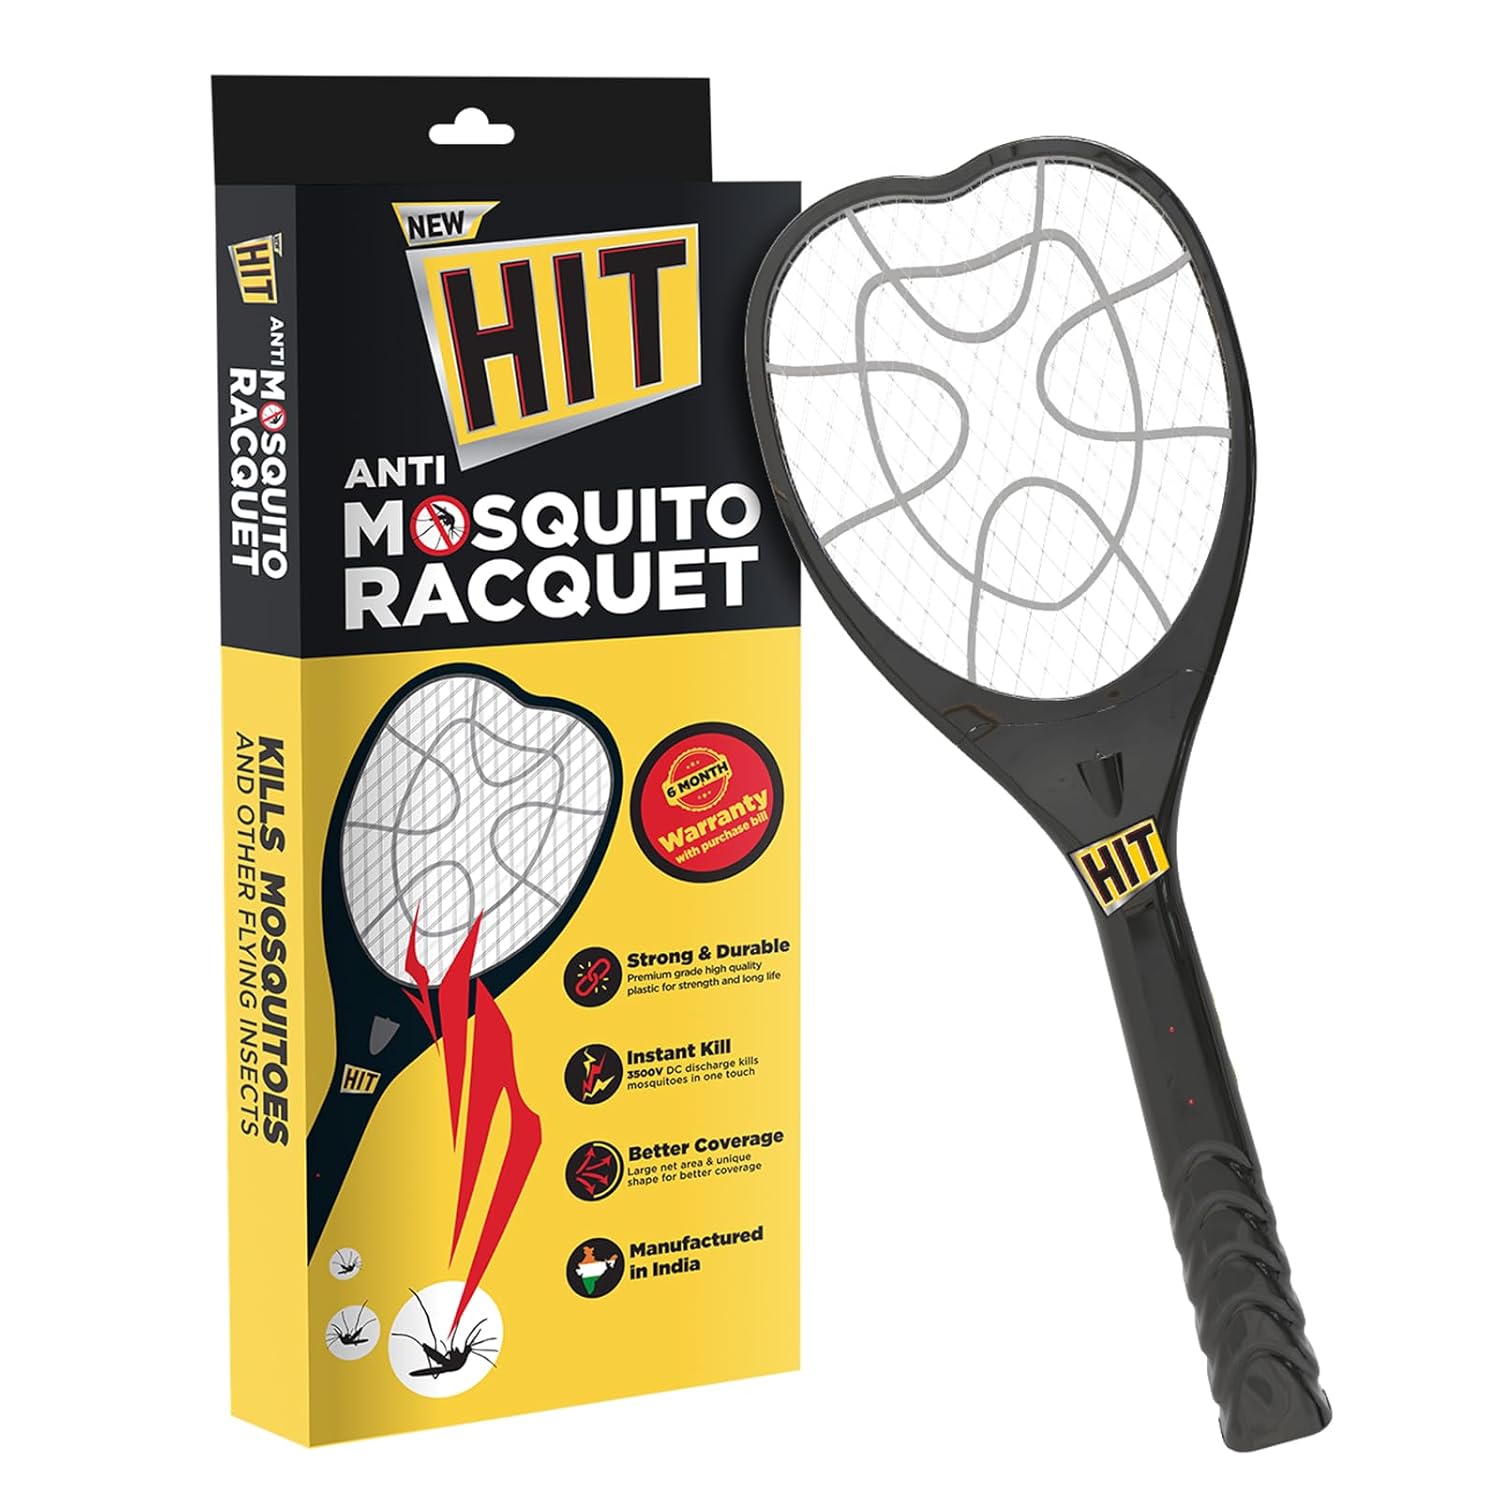 NEW
HIT
ANTI
MOSQUITO
RACQUET
HIT
ANTI MOSQUITO
RACQUET
KILLS MOSQUITOES
AND OTHER FLYING INSECTS
6 MONTH
Warranty
with purchase bill
Strong & Durable
Premium grade high quality
plastic for strength and long life
Instant Kill
3500V DC discharge kills
mosquitoes in one touch
Better Coverage
Large net area & unique
shape for better coverage
Manufactured
in India
HIT
HIT